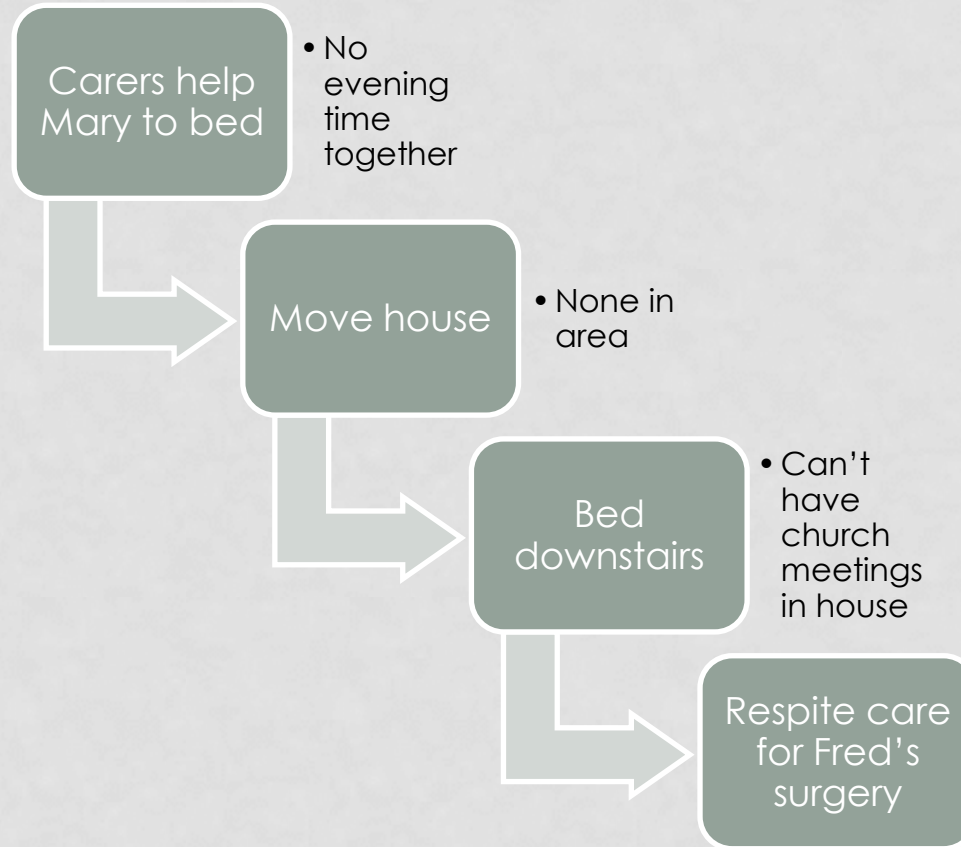 Carers help
Mary to bed
• No
evening
time
together
Move house
• None in
area
Bed
downstairs
• Can't
have
church
meetings
in house
Respite care
for Fred’s
surgery